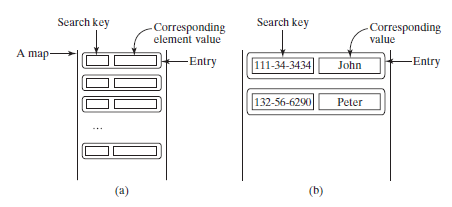 Search key
Corresponding
element value
A map
Entry
...
(a)
Search key
Corresponding
value
111-34-3434 John
Entry
132-56-6290 Peter
(b)